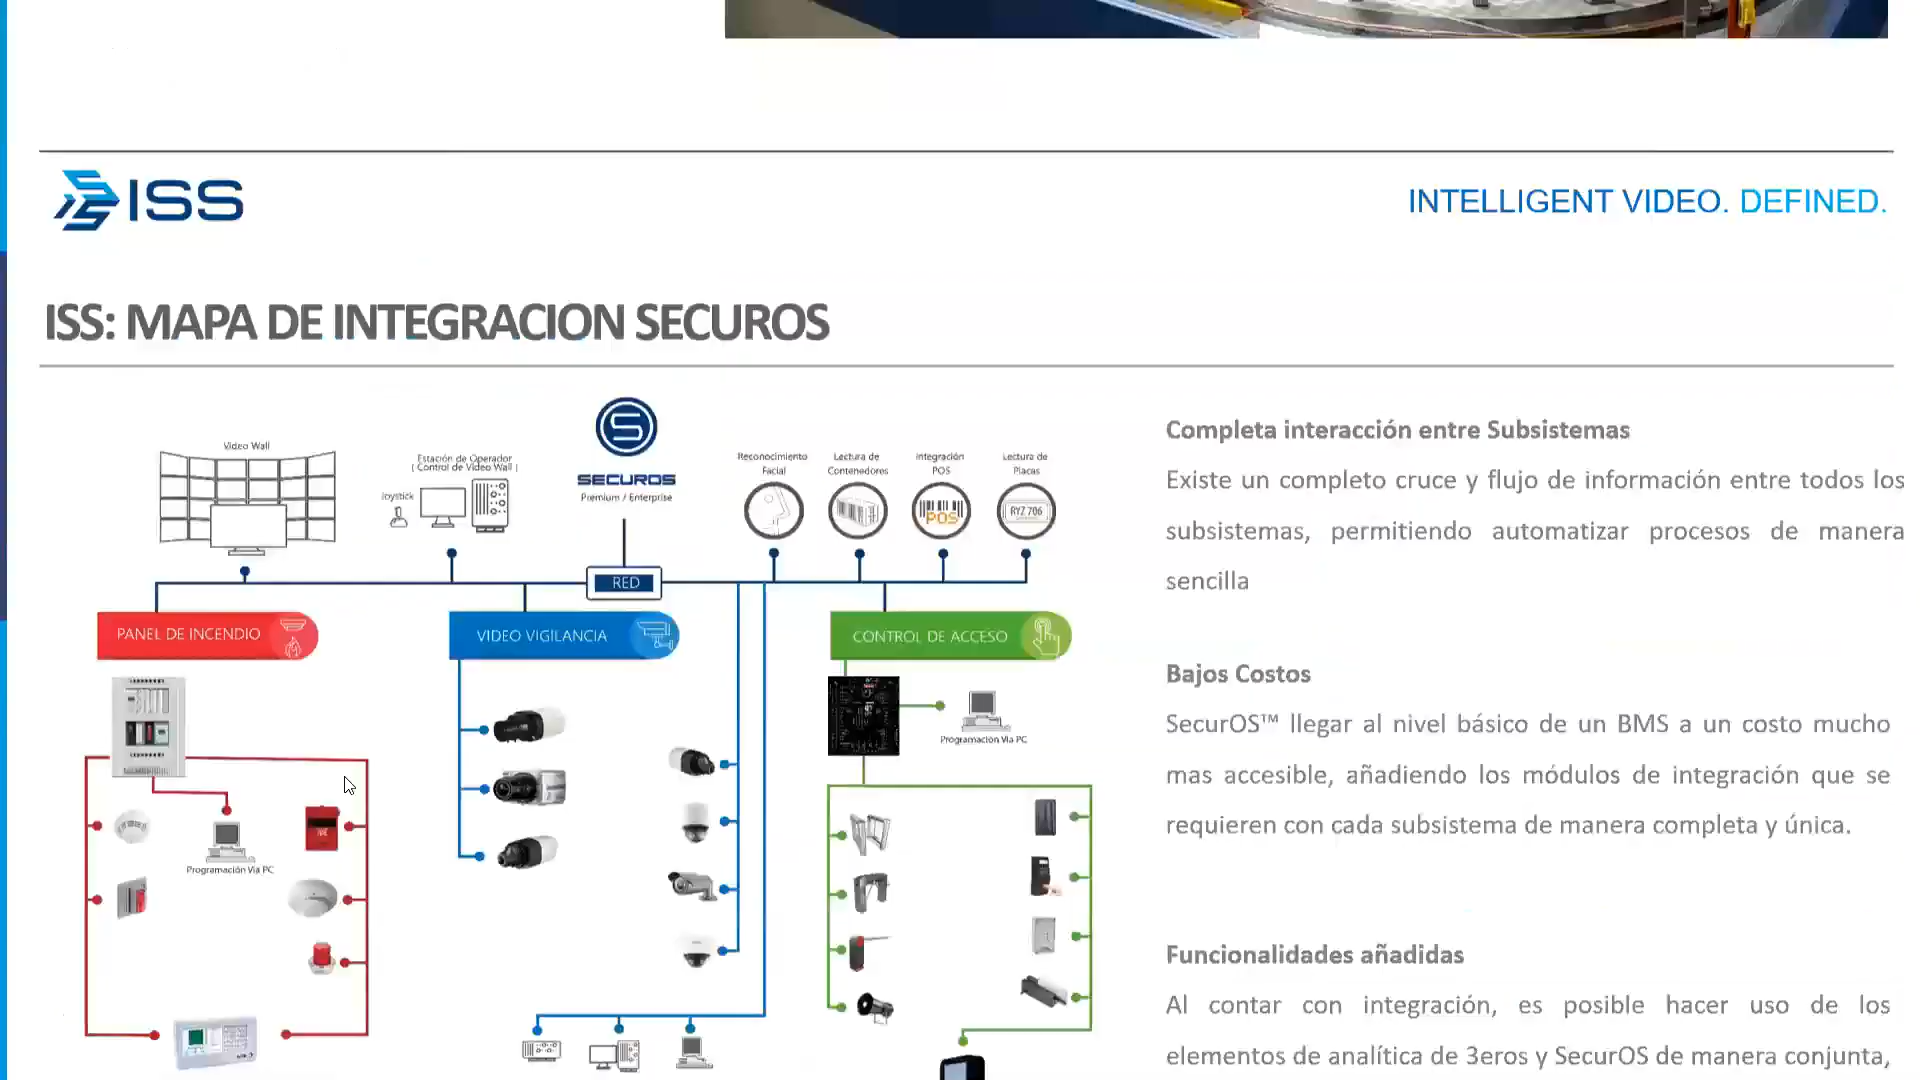 ISS
INTELLIGENT VIDEO. DEFINED.
ISS: MAPA DE INTEGRACION SECUROS
Video Wall
Estación de Operador
[ Control de Video Wall ]
Joystick
SECUROS
Premium / Enterprise
Reconocimiento
Facial
Lectura de
Contenedores
Integración
POS
POS
Lectura de
Placas
RYZ 706
RED
PANEL DE INCENDIO
VIDEO VIGILANCIA
CONTROL DE ACCESO
Programación Vía PC
Programación Vía PC
Completa interacción entre Subsistemas
Existe un completo cruce y flujo de información entre todos los
subsistemas, permitiendo automatizar procesos de manera
sencilla
Bajos Costos
SecurOS™ llegar al nivel básico de un BMS a un costo mucho
mas accesible, añadiendo los módulos de integración que se
requieren con cada subsistema de manera completa y única.
Funcionalidades añadidas
Al contar con integración, es posible hacer uso de los
elementos de analítica de 3eros y SecurOS de manera conjunta,